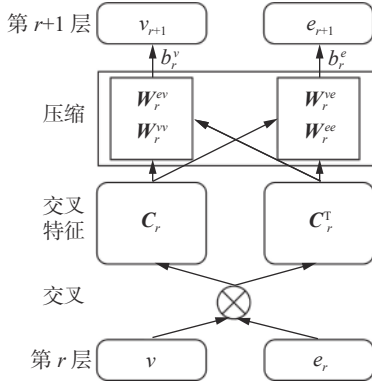 第 r+1 层 v_{r+1} e_{r+1}
b_r^v b_r^e
压缩 W_r^{ev} W_r^{ve}
W_r^{vv} W_r^{ee}
交叉
特征 C_r C_r^T
交叉
第 r 层 v e_r